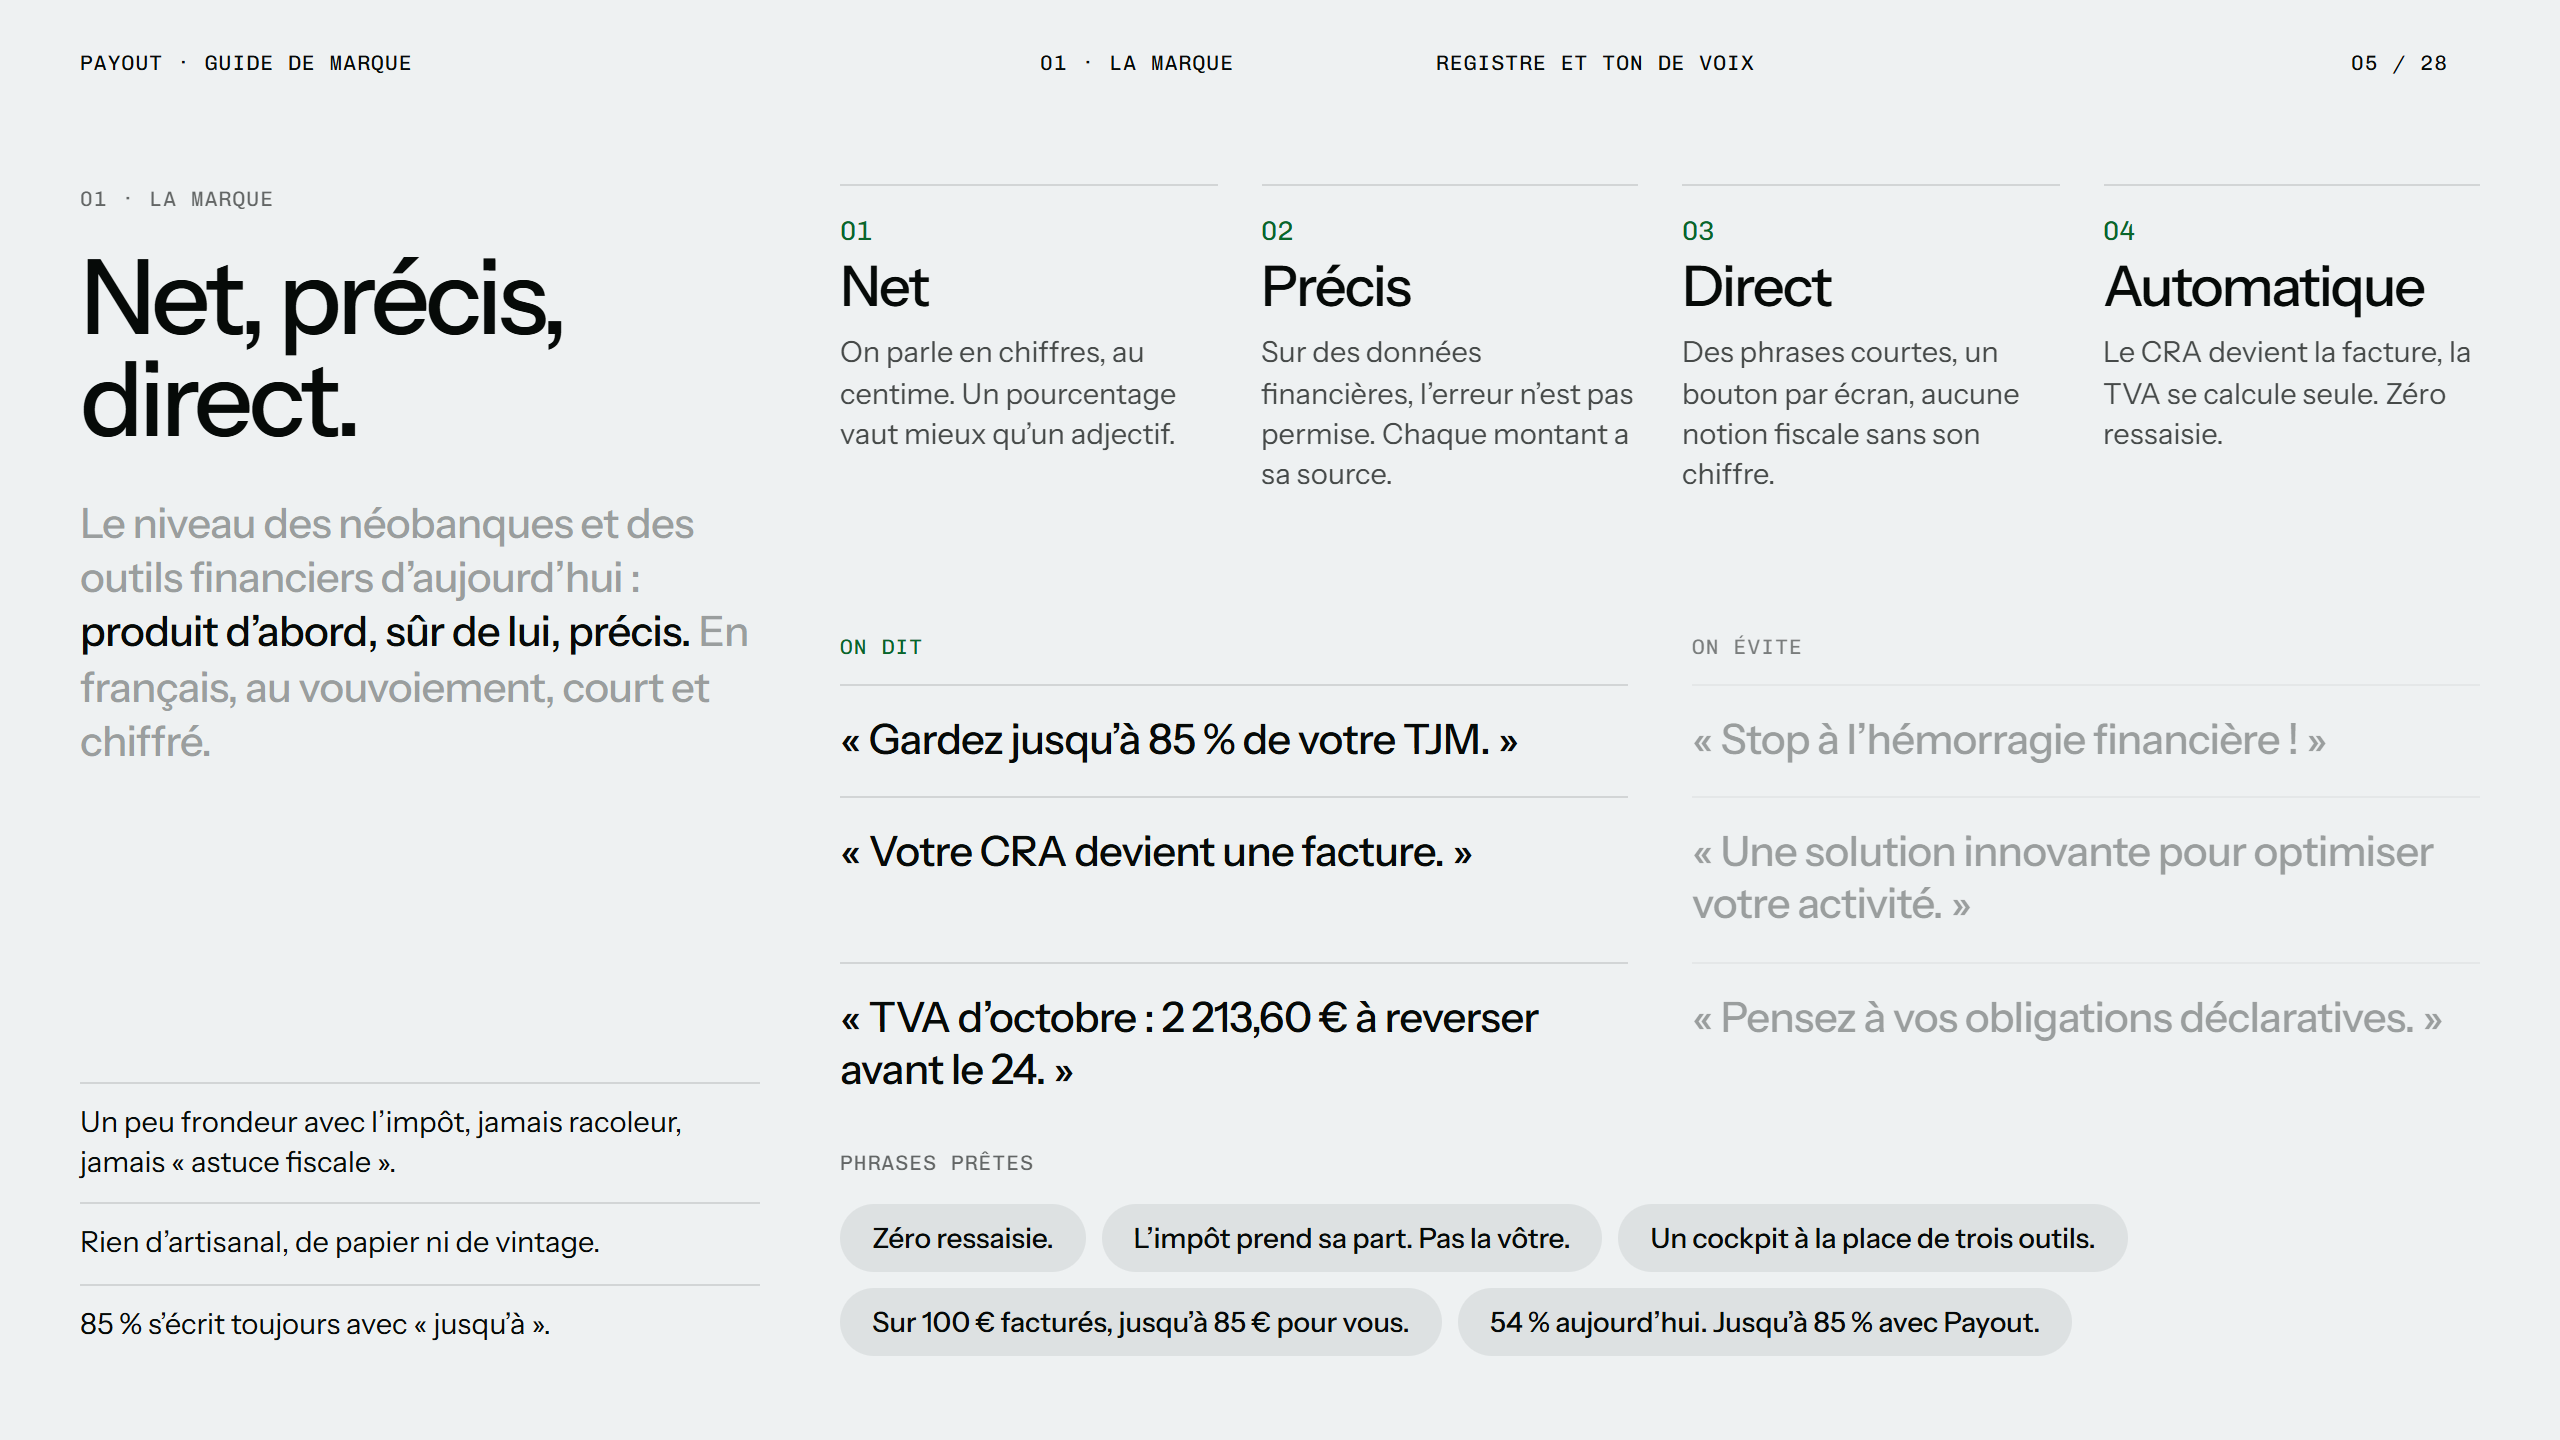 PAYOUT · GUIDE DE MARQUE
01 · LA MARQUE
REGISTRE ET TON DE VOIX
05 / 28
01 · LA MARQUE
Net, précis,
direct.
Le niveau des néobanques et des
outils financiers d’aujourd’hui :
produit d’abord, sûr de lui, précis. En
français, au vouvoiement, court et
chiffré.
Un peu frondeur avec l’impôt, jamais racoleur,
jamais « astuce fiscale ».
Rien d’artisanal, de papier ni de vintage.
85 % s’écrit toujours avec « jusqu’à ».
01
Net
On parle en chiffres, au
centime. Un pourcentage
vaut mieux qu’un adjectif.
02
Précis
Sur des données
financières, l’erreur n’est pas
permise. Chaque montant a
sa source.
03
Direct
Des phrases courtes, un
bouton par écran, aucune
notion fiscale sans son
chiffre.
04
Automatique
Le CRA devient la facture, la
TVA se calcule seule. Zéro
ressaisie.
ON DIT
« Gardez jusqu’à 85 % de votre TJM. »
« Votre CRA devient une facture. »
« TVA d’octobre : 2 213,60 € à reverser
avant le 24. »
ON ÉVITE
« Stop à l’hémorragie financière ! »
« Une solution innovante pour optimiser
votre activité. »
« Pensez à vos obligations déclaratives. »
PHRASES PRÊTES
Zéro ressaisie.
L’impôt prend sa part. Pas la vôtre.
Un cockpit à la place de trois outils.
Sur 100 € facturés, jusqu’à 85 € pour vous.
54 % aujourd’hui. Jusqu’à 85 % avec Payout.